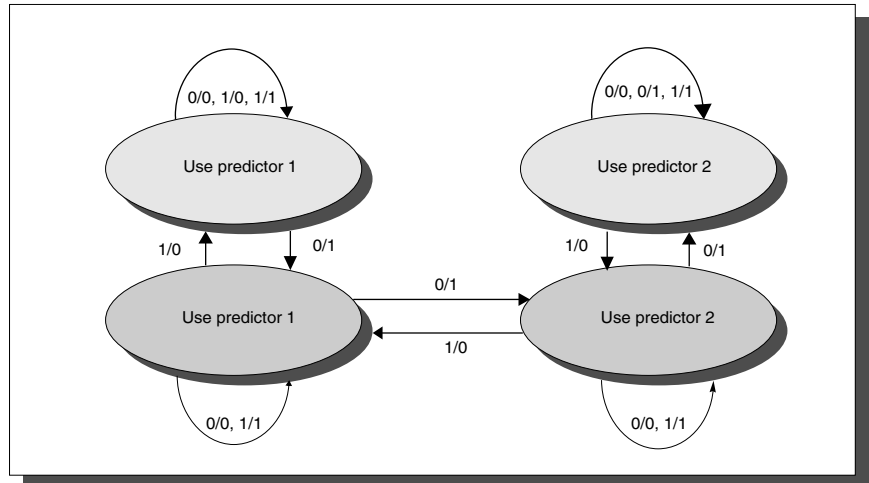 0/0, 1/0, 1/1
0/0, 0/1, 1/1
Use predictor 1
Use predictor 2
1/0
0/1
1/0
0/1
0/1
Use predictor 1
Use predictor 2
1/0
0/0, 1/1
0/0, 1/1